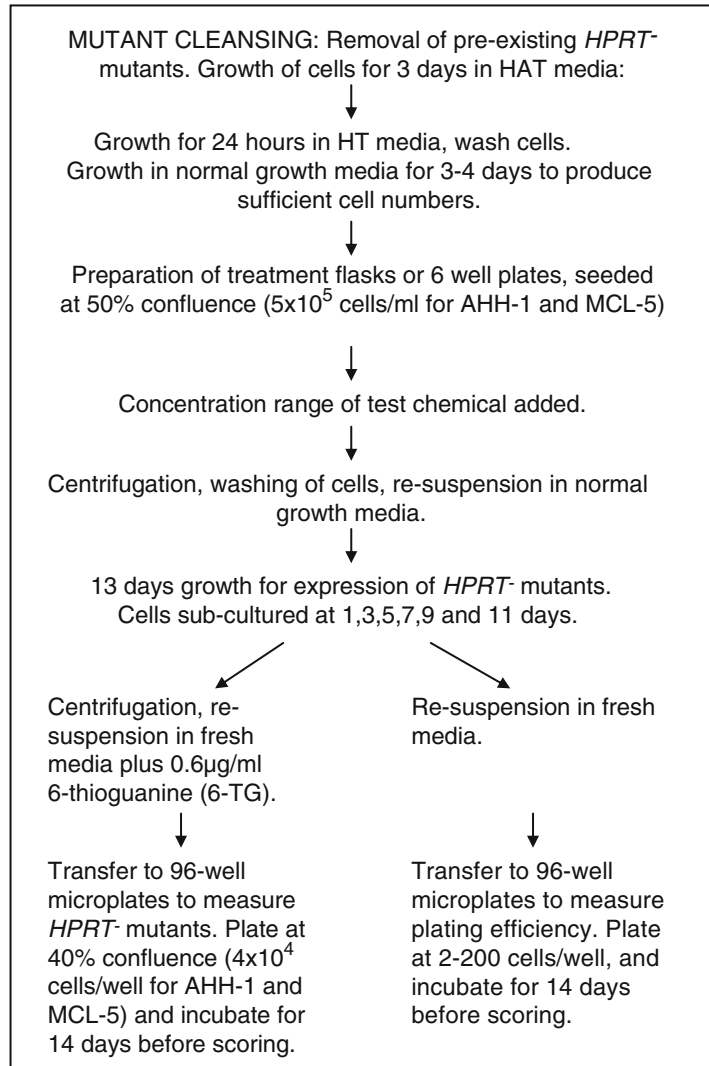 MUTANT CLEANSING: Removal of pre-existing HPRT-
mutants. Growth of cells for 3 days in HAT media:
Growth for 24 hours in HT media, wash cells.
Growth in normal growth media for 3-4 days to produce
sufficient cell numbers.
Preparation of treatment flasks or 6 well plates, seeded
at 50% confluence (5x10⁵ cells/ml for AHH-1 and MCL-5)
Concentration range of test chemical added.
Centrifugation, washing of cells, re-suspension in normal
growth media.
13 days growth for expression of HPRT- mutants.
Cells sub-cultured at 1,3,5,7,9 and 11 days.
Centrifugation, re-
suspension in fresh
media plus 0.6µg/ml
6-thioguanine (6-TG).
Re-suspension in fresh
media.
Transfer to 96-well
microplates to measure
HPRT- mutants. Plate at
40% confluence (4x10⁴
cells/well for AHH-1 and
MCL-5) and incubate for
14 days before scoring.
Transfer to 96-well
microplates to measure
plating efficiency. Plate
at 2-200 cells/well, and
incubate for 14 days
before scoring.